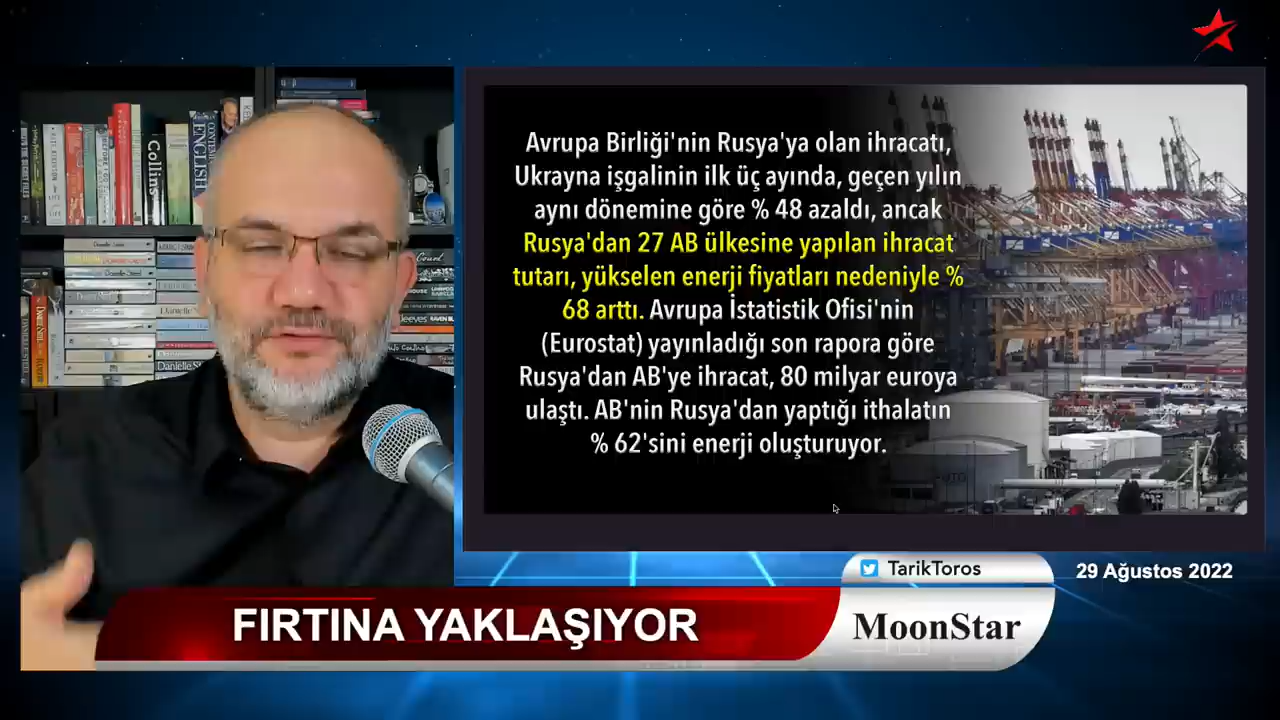 Collins
ENGLISH
Avrupa Birliği'nin Rusya'ya olan ihracatı,
Ukrayna işgalinin ilk üç ayında, geçen yılın
aynı dönemine göre % 48 azaldı, ancak
Rusya'dan 27 AB ülkesine yapılan ihracat
tutarı, yükselen enerji fiyatları nedeniyle %
68 arttı. Avrupa İstatistik Ofisi'nin
(Eurostat) yayınladığı son rapora göre
Rusya'dan AB'ye ihracat, 80 milyar euroya
ulaştı. AB'nin Rusya'dan yaptığı ithalatın
% 62'sini enerji oluşturuyor.
TarikToros
29 Ağustos 2022
FIRTINA YAKLAŞIYOR
MoonStar